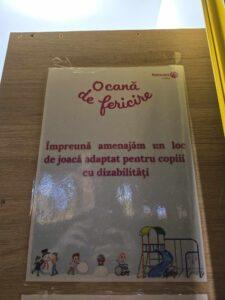 O cană
de fericire
Împreună amenajăm un loc
de joacă adaptat pentru copiii
cu dizabilități